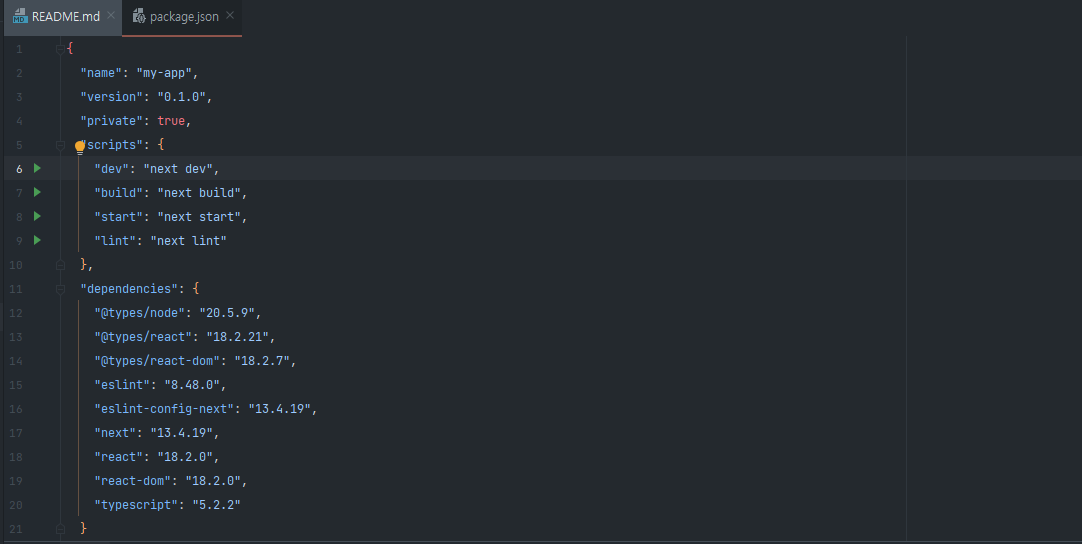 README.md package.json
1 {
2 "name": "my-app",
3 "version": "0.1.0",
4 "private": true,
5 "scripts": {
6 "dev": "next dev",
7 "build": "next build",
8 "start": "next start",
9 "lint": "next lint"
10 },
11 "dependencies": {
12 "@types/node": "20.5.9",
13 "@types/react": "18.2.21",
14 "@types/react-dom": "18.2.7",
15 "eslint": "8.48.0",
16 "eslint-config-next": "13.4.19",
17 "next": "13.4.19",
18 "react": "18.2.0",
19 "react-dom": "18.2.0",
20 "typescript": "5.2.2"
21 }